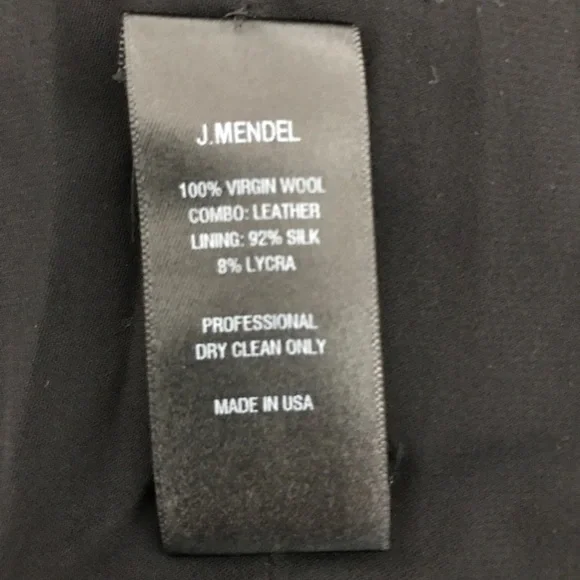 J.MENDEL
100% VIRGIN WOOL
COMBO: LEATHER
LINING: 92% SILK
8% LYCRA
PROFESSIONAL
DRY CLEAN ONLY
MADE IN USA